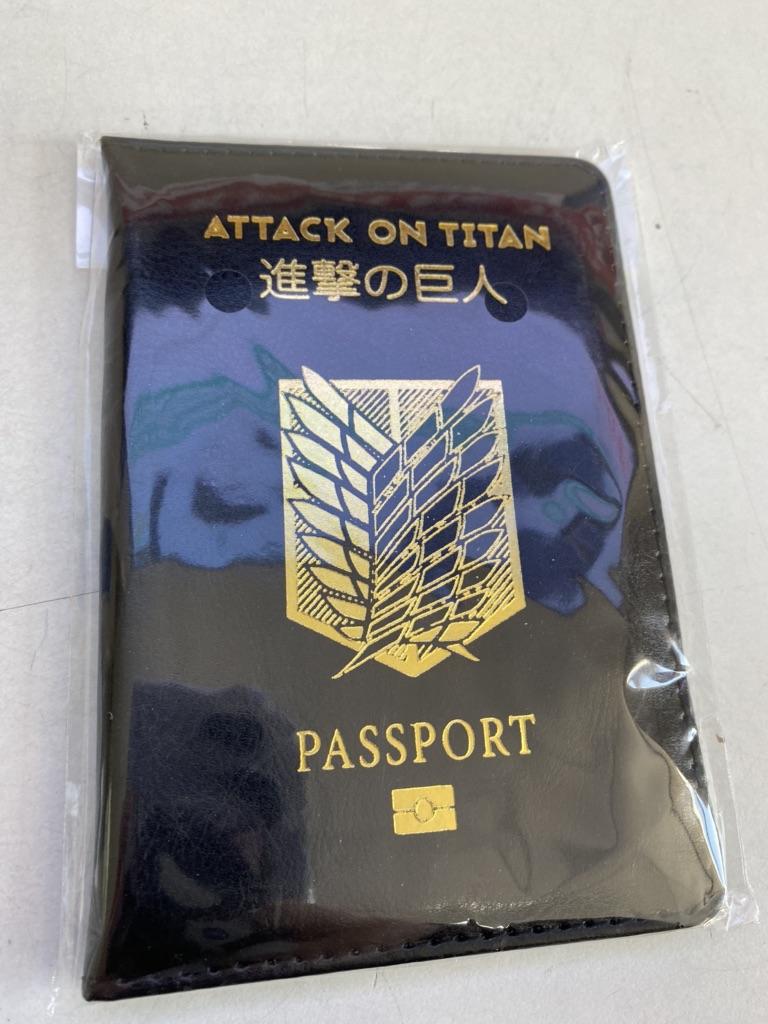 ATTACK ON TITAN
進撃の巨人
PASSPORT